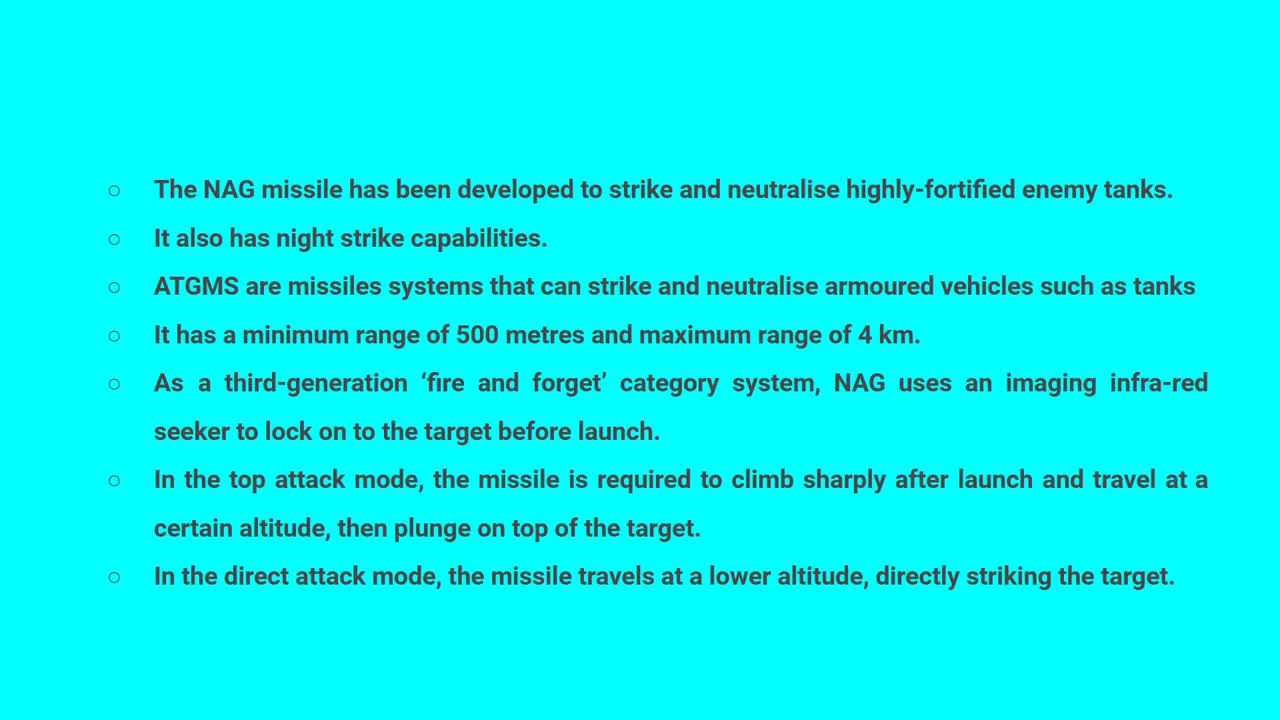 ○ The NAG missile has been developed to strike and neutralise highly-fortified enemy tanks.
○ It also has night strike capabilities.
○ ATGMS are missiles systems that can strike and neutralise armoured vehicles such as tanks
○ It has a minimum range of 500 metres and maximum range of 4 km.
○ As a third-generation ‘fire and forget’ category system, NAG uses an imaging infra-red
seeker to lock on to the target before launch.
○ In the top attack mode, the missile is required to climb sharply after launch and travel at a
certain altitude, then plunge on top of the target.
○ In the direct attack mode, the missile travels at a lower altitude, directly striking the target.